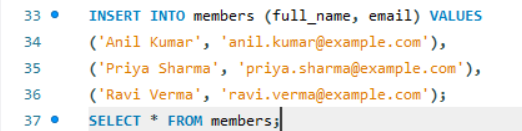 33 INSERT INTO members (full_name, email) VALUES
34 ('Anil Kumar', 'anil.kumar@example.com'),
35 ('Priya Sharma', 'priya.sharma@example.com'),
36 ('Ravi Verma', 'ravi.verma@example.com');
37 SELECT * FROM members;